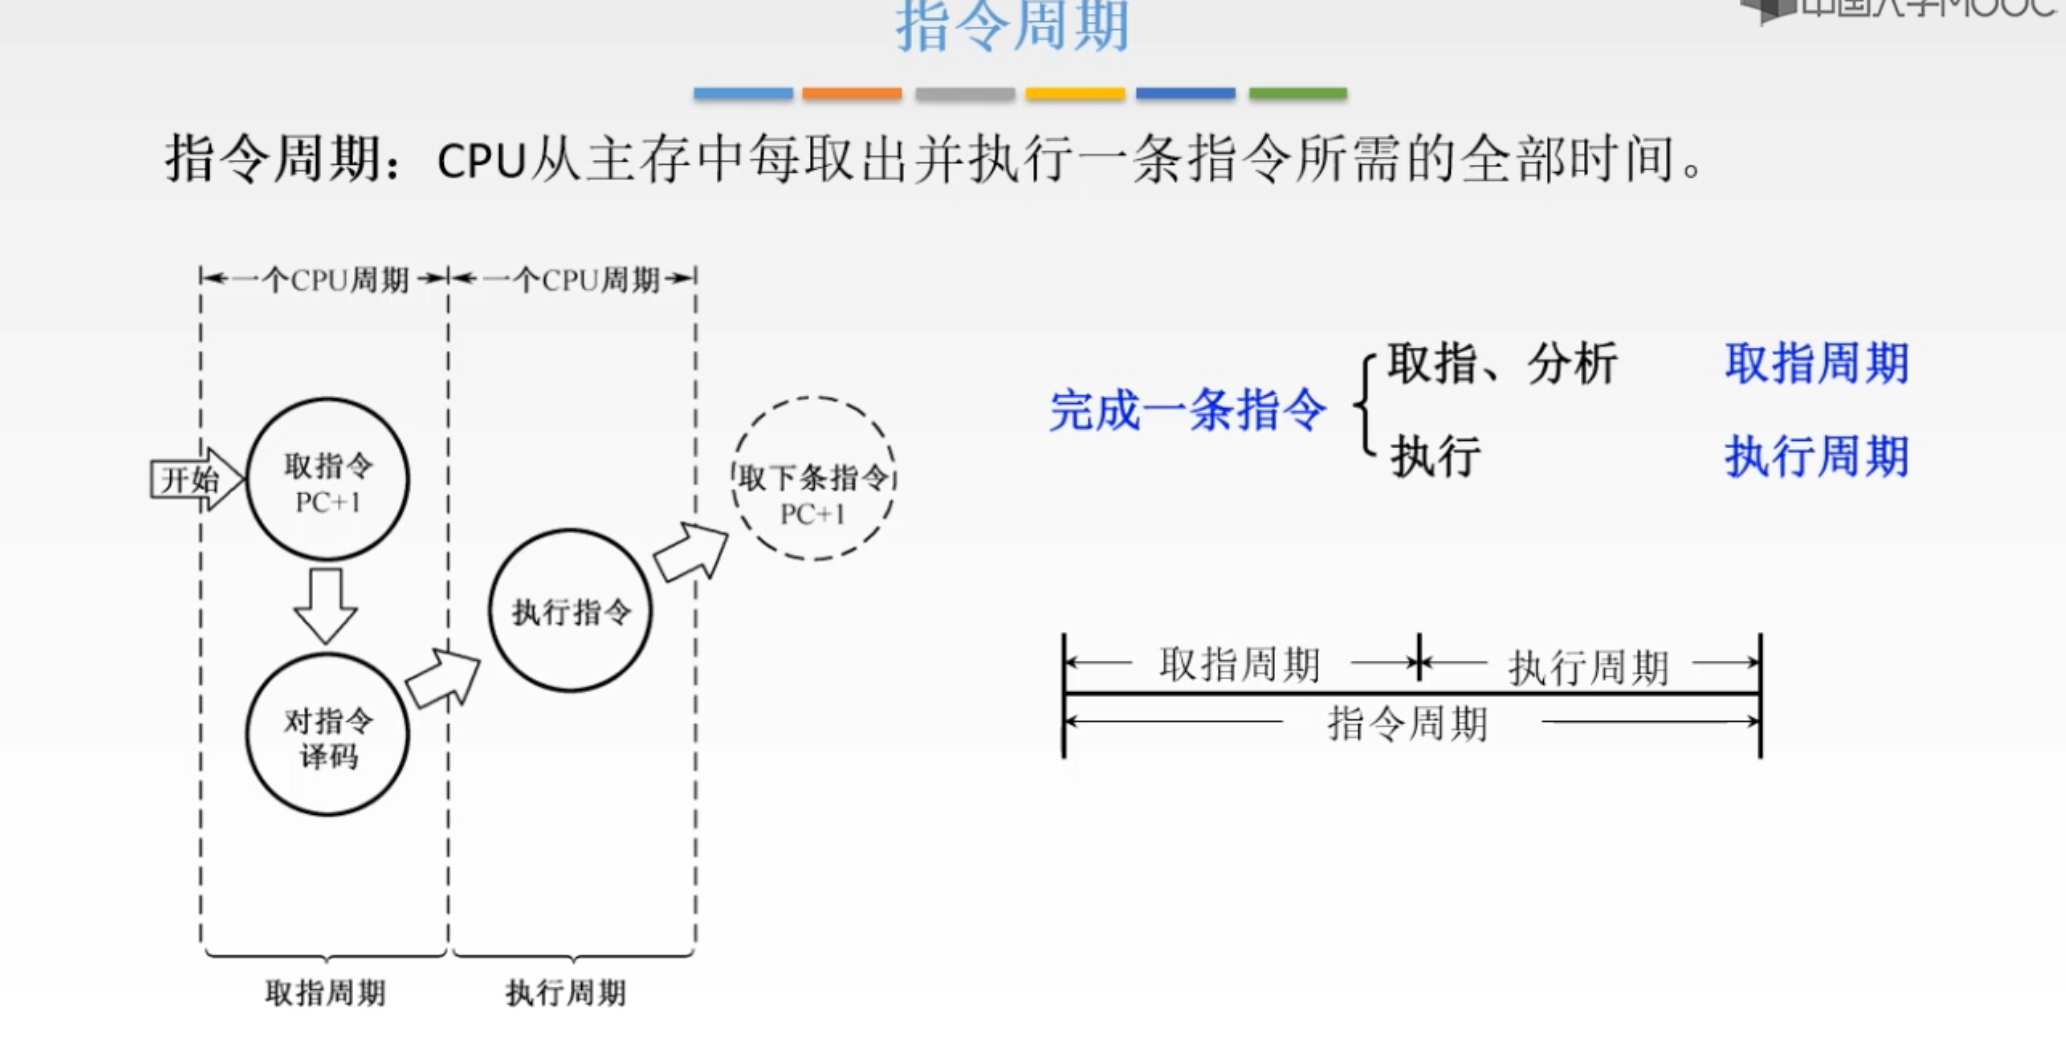 指令周期
中国大学MOOC
指令周期：CPU从主存中每取出并执行一条指令所需的全部时间。
一个CPU周期
一个CPU周期
开始
取指令
PC+1
对指令
译码
执行指令
取下条指令
PC+1
取指周期
执行周期
完成一条指令
取指、分析 取指周期
执行 执行周期
取指周期 执行周期
指令周期